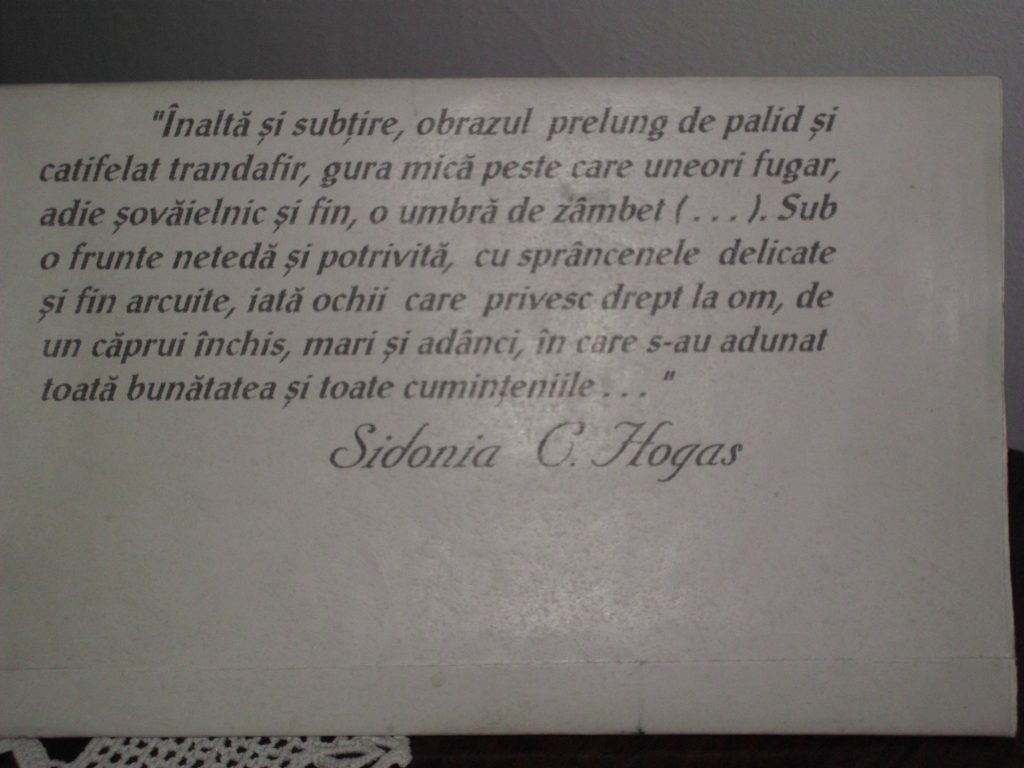 "Înaltă și subțire, obrazul prelung de palid și
catifelat trandafir, gura mică peste care uneori fugar,
adie șovăielnic și fin, o umbră de zâmbet (...). Sub
o frunte netedă și potrivită, cu sprâncenele delicate
și fin arcuite, iată ochii care privesc drept la om, de
un căprui închis, mari și adânci, în care s-au adunat
toată bunătatea și toate cumințeniile..."
Sidonia C. Hogas